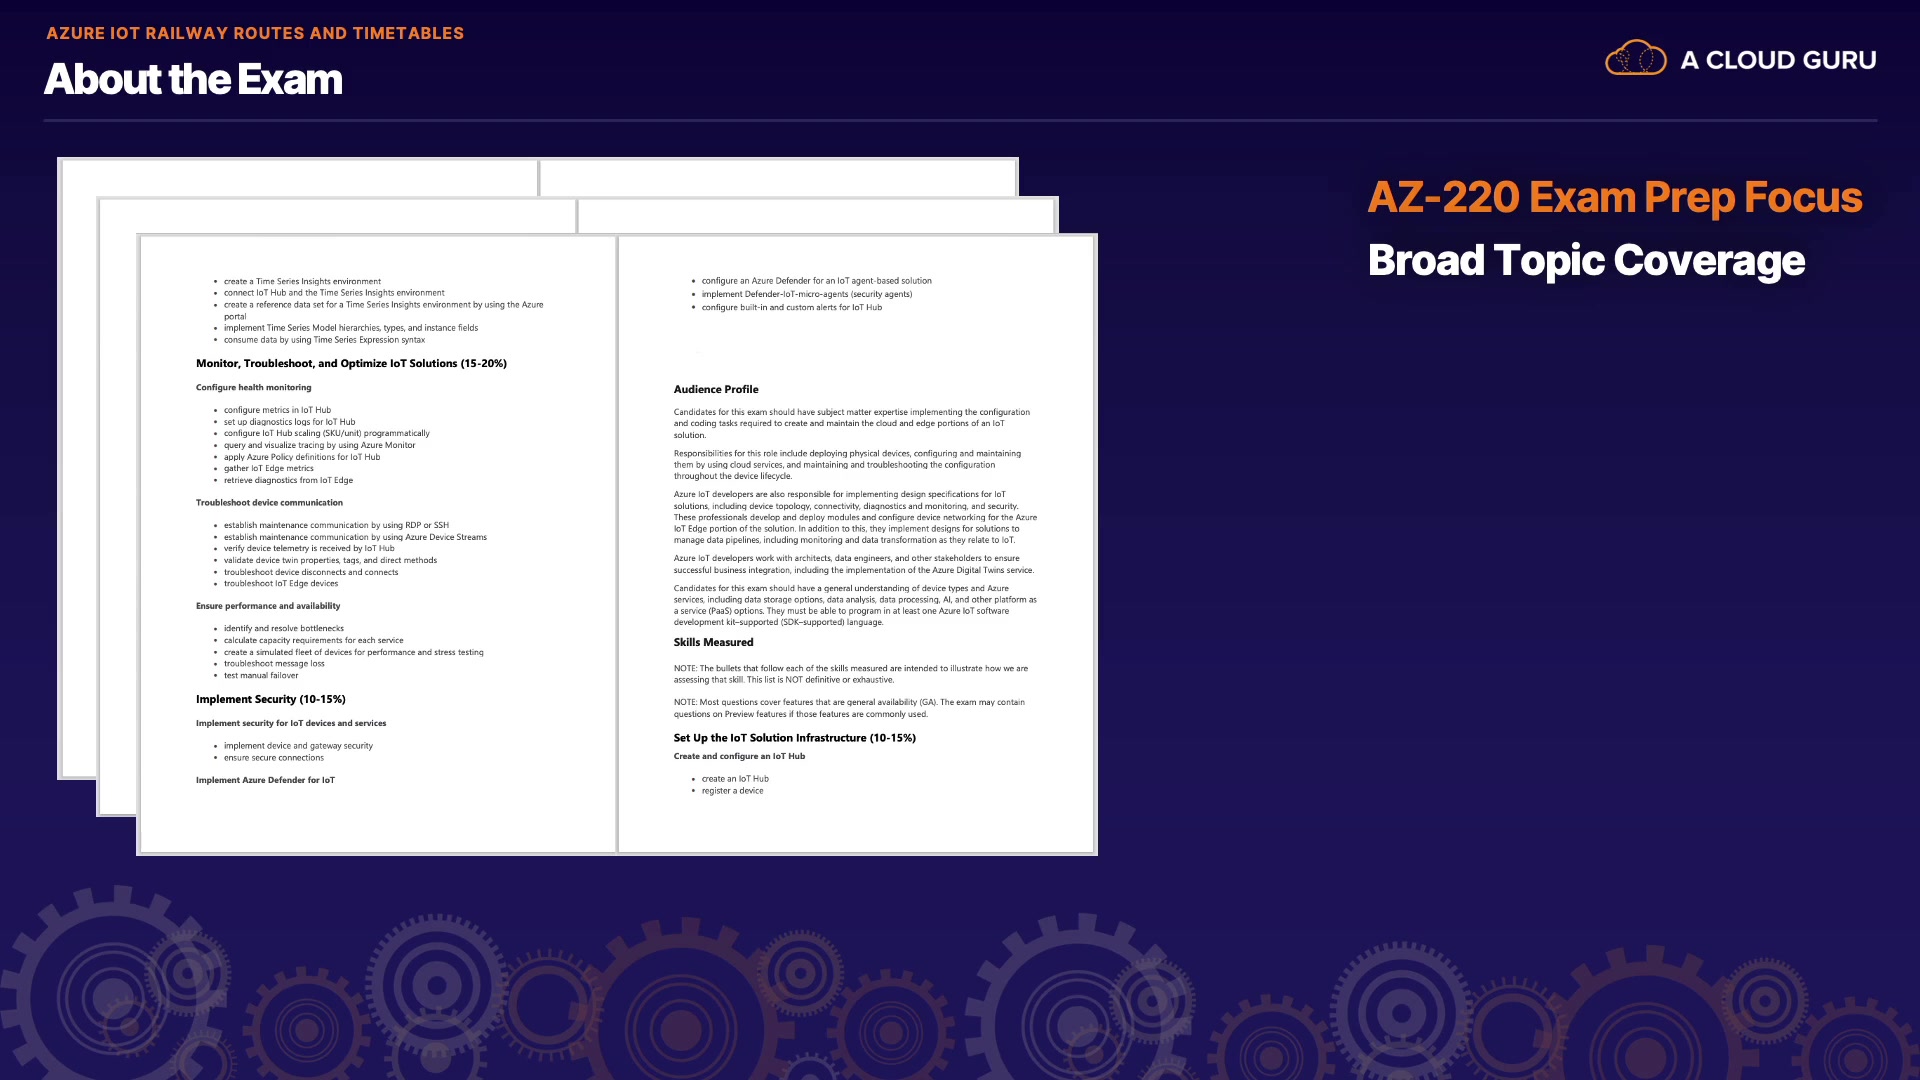 AZURE IOT RAILWAY ROUTES AND TIMETABLES
About the Exam
A CLOUD GURU
AZ-220 Exam Prep Focus
Broad Topic Coverage
• create a Time Series Insights environment
• connect IoT Hub and the Time Series Insights environment
• create a reference data set for a Time Series Insights environment by using the Azure
portal
• implement Time Series Model hierarchies, types, and instance fields
• consume data by using Time Series Expression syntax
Monitor, Troubleshoot, and Optimize IoT Solutions (15-20%)
Configure health monitoring
• configure metrics in IoT Hub
• set up diagnostics logs for IoT Hub
• configure IoT Hub scaling (SKU/unit) programmatically
• query and visualize tracing by using Azure Monitor
• apply Azure Policy definitions for IoT Hub
• gather IoT Edge metrics
• retrieve diagnostics from IoT Edge
Troubleshoot device communication
• establish maintenance communication by using RDP or SSH
• establish maintenance communication by using Azure Device Streams
• verify device telemetry is received by IoT Hub
• validate device twin properties, tags, and direct methods
• troubleshoot device disconnects and connects
• troubleshoot IoT Edge devices
Ensure performance and availability
• identify and resolve bottlenecks
• calculate capacity requirements for each service
• create a simulated fleet of devices for performance and stress testing
• troubleshoot message loss
• test manual failover
Implement Security (10-15%)
Implement security for IoT devices and services
• implement device and gateway security
• ensure secure connections
Implement Azure Defender for IoT
• configure an Azure Defender for an IoT agent-based solution
• implement Defender-IoT-micro-agents (security agents)
• configure built-in and custom alerts for IoT Hub
Audience Profile
Candidates for this exam should have subject matter expertise implementing the configuration
and coding tasks required to create and maintain the cloud and edge portions of an IoT
solution.
Responsibilities for this role include deploying physical devices, configuring and maintaining
them by using cloud services, and maintaining and troubleshooting the configuration
throughout the device lifecycle.
Azure IoT developers are also responsible for implementing design specifications for IoT
solutions, including device topology, connectivity, diagnostics and monitoring, and security.
These professionals develop and deploy modules and configure device networking for the Azure
IoT Edge portion of the solution. In addition to this, they implement designs for solutions to
manage data pipelines, including monitoring and data transformation as they relate to IoT.
Azure IoT developers work with architects, data engineers, and other stakeholders to ensure
successful business integration, including the implementation of the Azure Digital Twins service.
Candidates for this exam should have a general understanding of device types and Azure
services, including data storage options, data analysis, data processing, AI, and other platform as
a service (PaaS) options. They must be able to program in at least one Azure IoT software
development kit–supported (SDK–supported) language.
Skills Measured
NOTE: The bullets that follow each of the skills measured are intended to illustrate how we are
assessing that skill. This list is NOT definitive or exhaustive.
NOTE: Most questions cover features that are general availability (GA). The exam may contain
questions on Preview features if those features are commonly used.
Set Up the IoT Solution Infrastructure (10-15%)
Create and configure an IoT Hub
• create an IoT Hub
• register a device